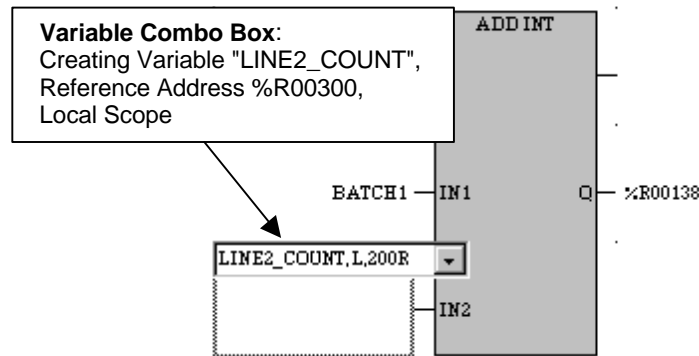 Variable Combo Box:
Creating Variable "LINE2_COUNT",
Reference Address %R00300,
Local Scope
ADD INT
BATCH1
IN1
Q
%R00138
LINE2_COUNT,L,200R
IN2